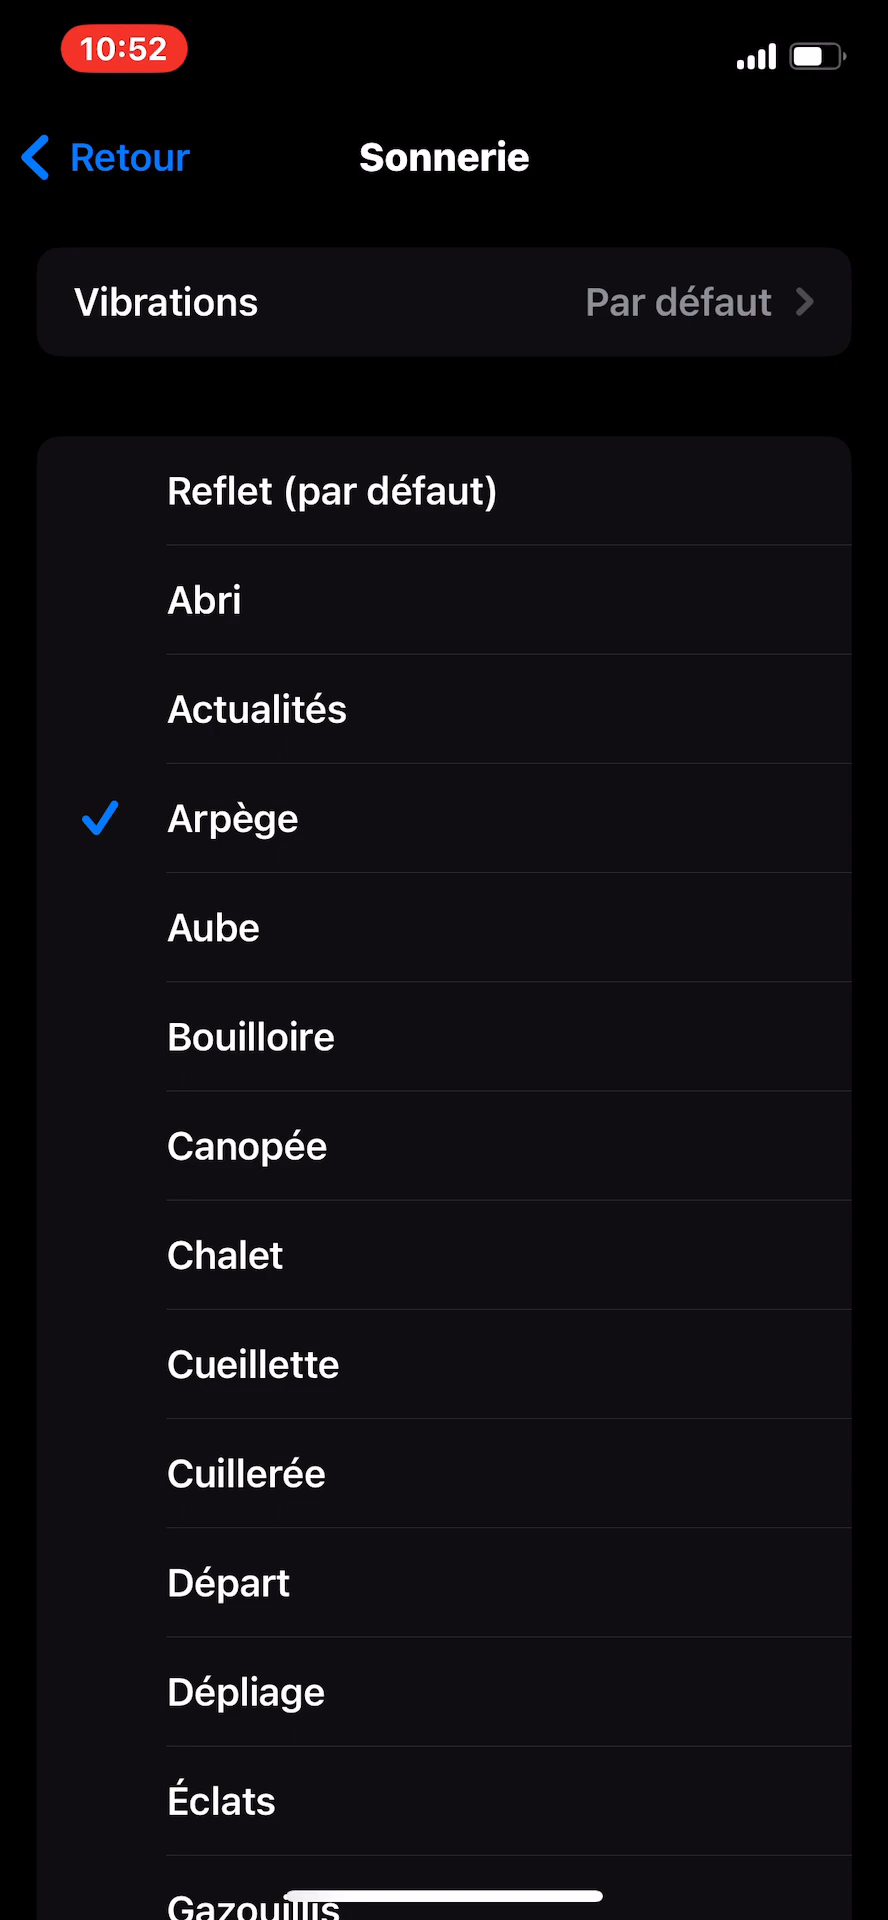 10:52
Retour
Sonnerie
Vibrations Par défaut
Reflet (par défaut)
Abri
Actualités
Arpège
Aube
Bouilloire
Canopée
Chalet
Cueillette
Cuillerée
Départ
Dépliage
Éclats
Gazouillis